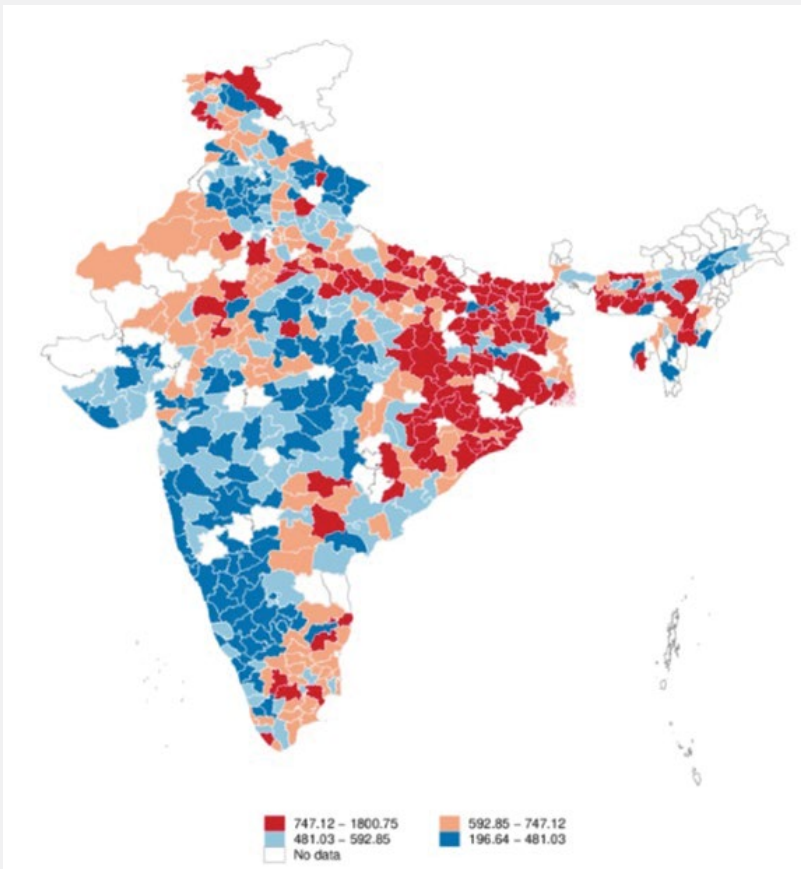 747.12 – 1800.75 592.85 – 747.12
481.03 – 592.85 196.64 – 481.03
No data